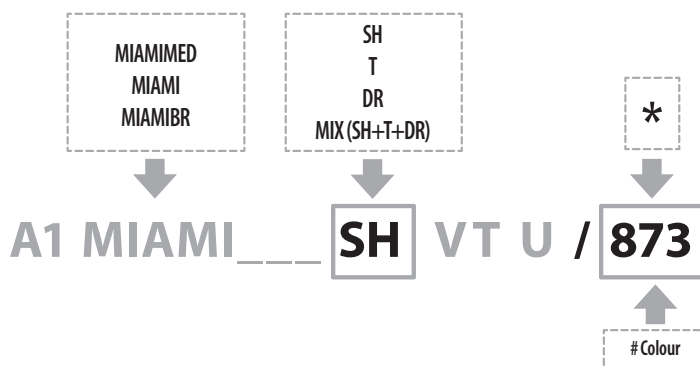 MIAMIMED
MIAMI
MIAMIBR
SH
T
DR
MIX (SH+T+DR)
*
A1 MIAMI___ SH VT U / 873
# Colour